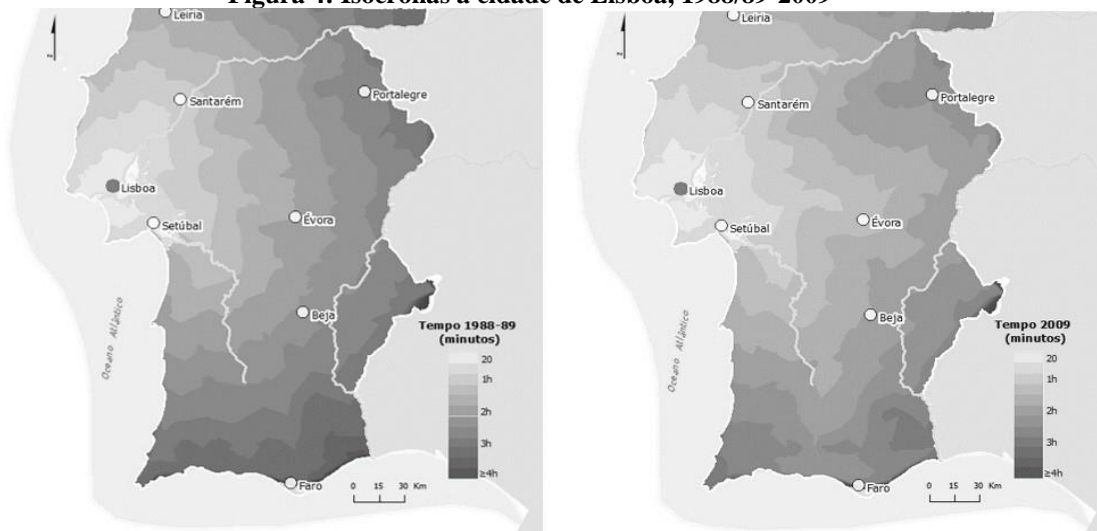 Figura 4: Isócronas à cidade de Lisboa, 1988/89-2009
Leiria
Santarém
Portalegre
Lisboa
Setúbal
Évora
Beja
Faro
Oceano Atlântico
Tempo 1988-89
(minutos)
20
1h
2h
3h
≥4h
0 15 30 Km
Leiria
Santarém
Portalegre
Lisboa
Setúbal
Évora
Beja
Faro
Oceano Atlântico
Tempo 2009
(minutos)
20
1h
2h
3h
≥4h
0 15 30 Km